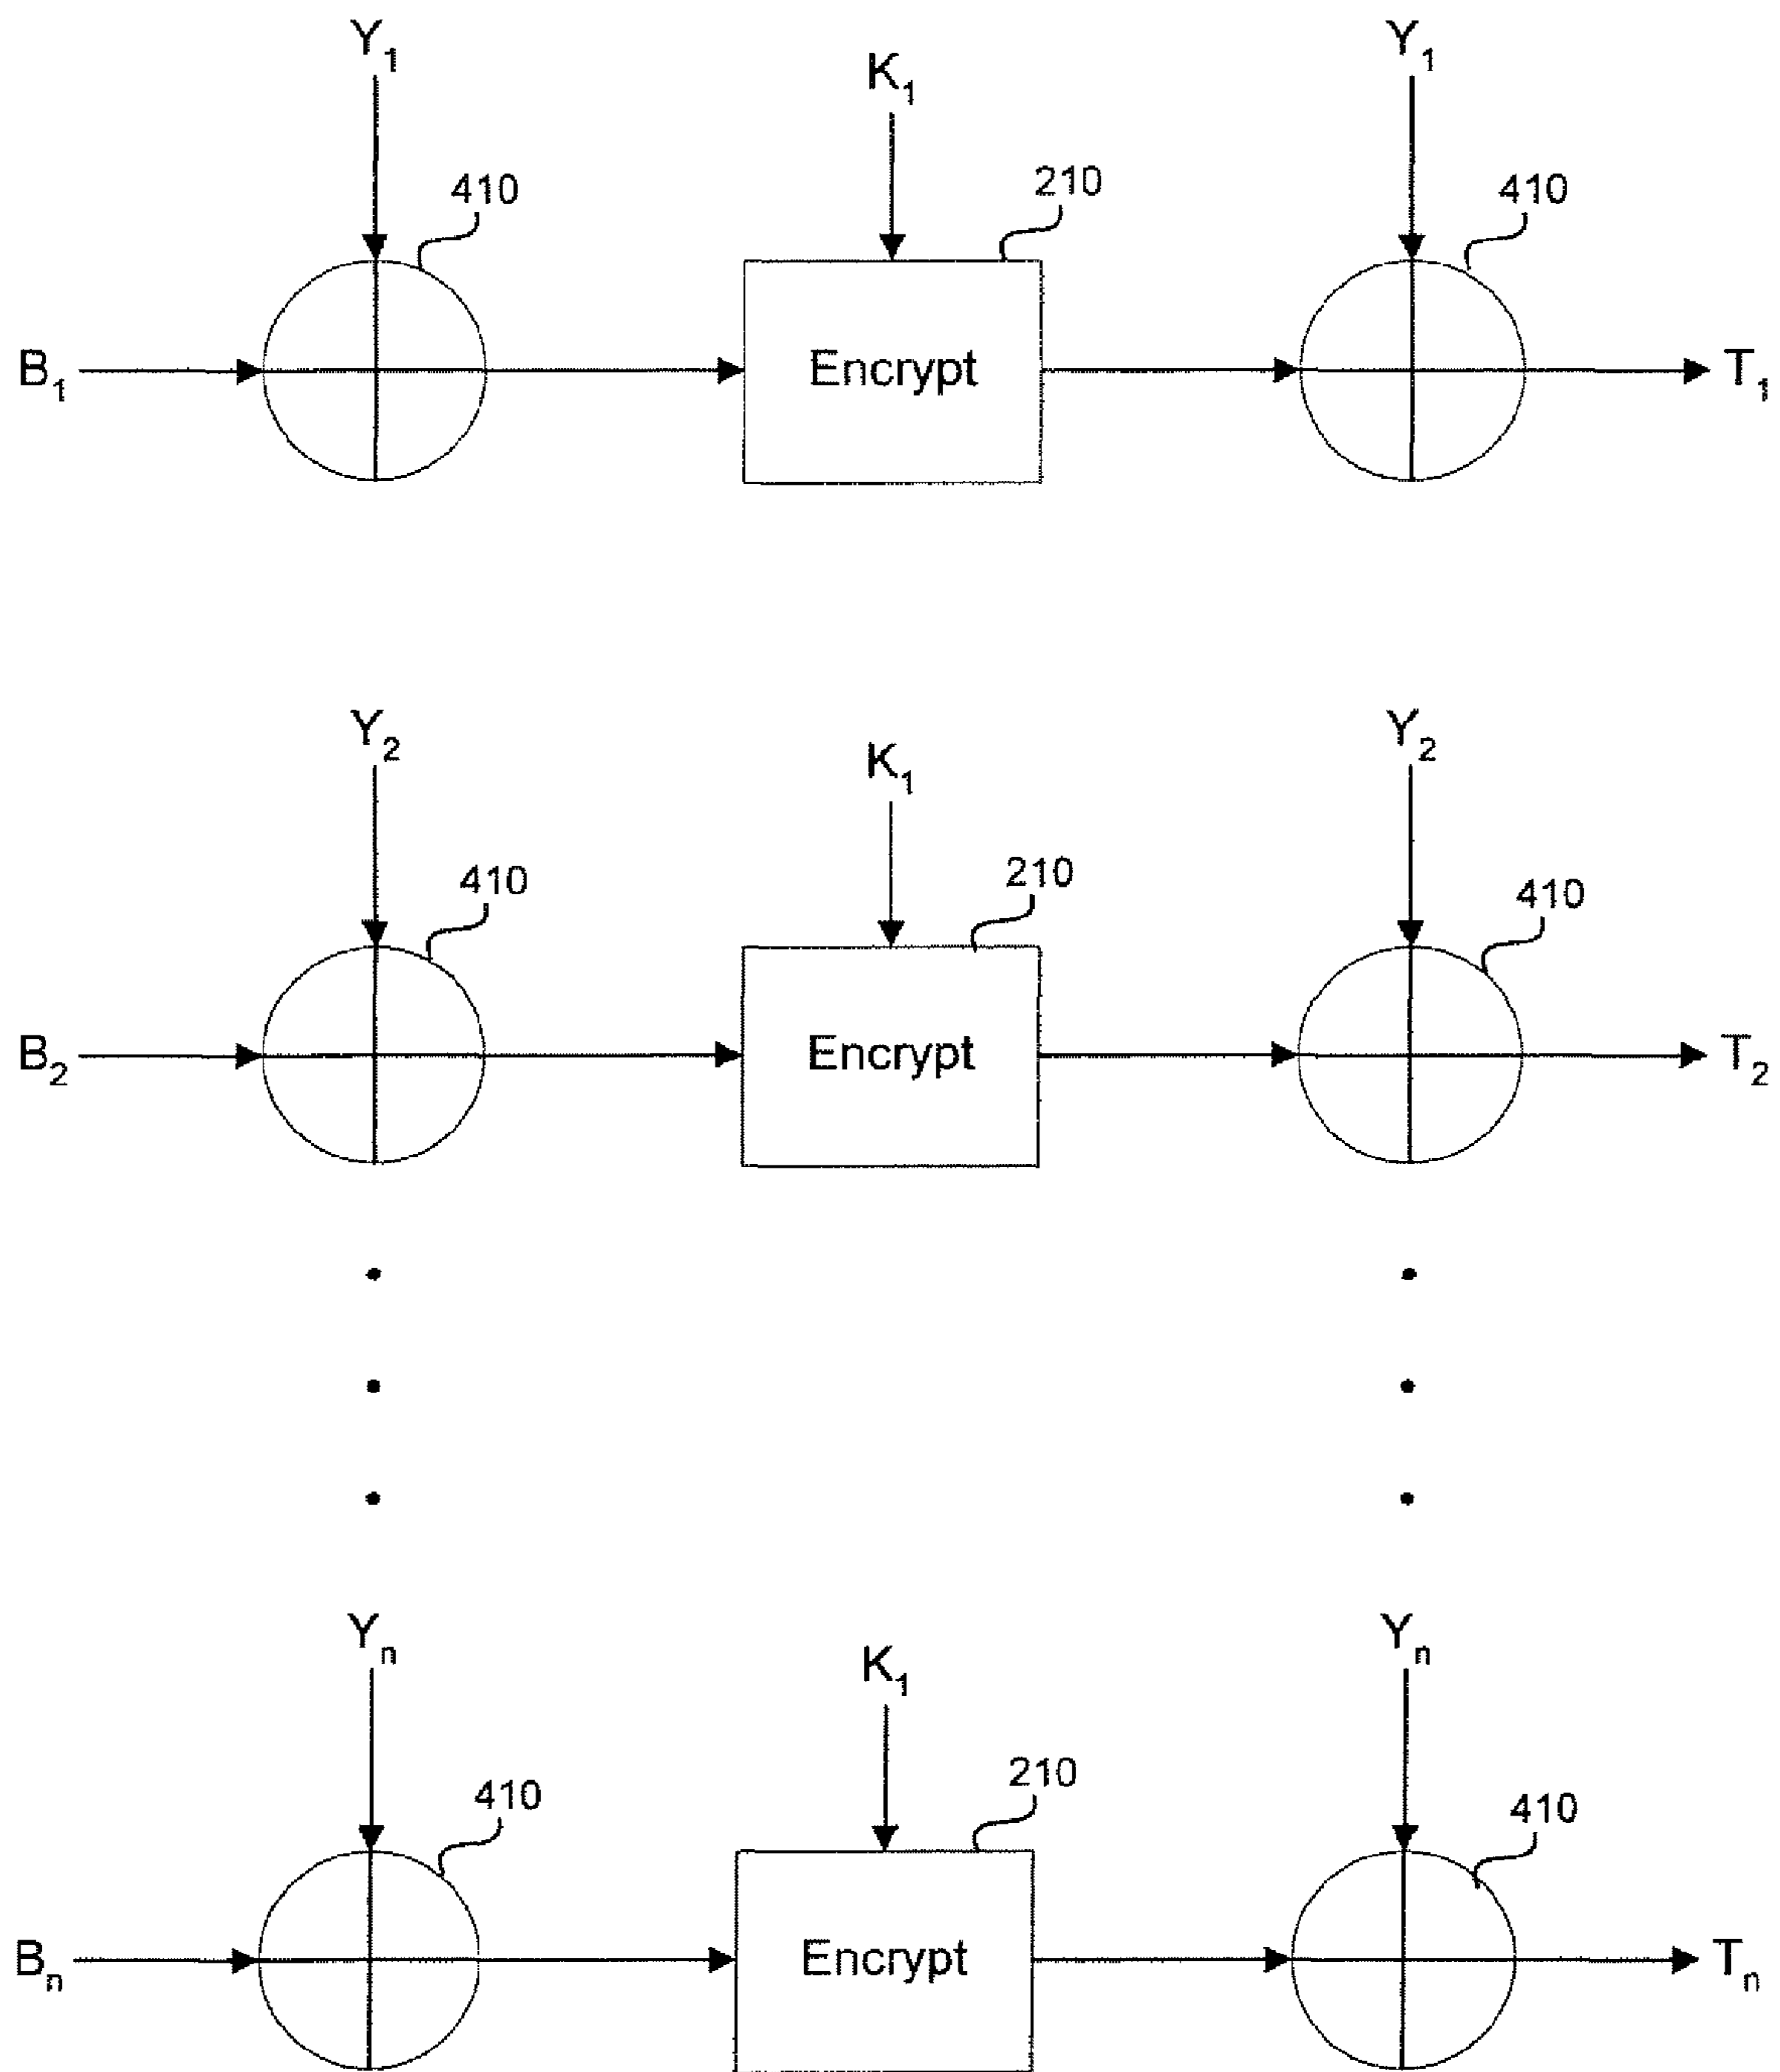 Y₁ Y₁
K₁
410 210 410
B₁ Encrypt T₁
Y₂ Y₂
K₁
410 210 410
B₂ Encrypt T₂
Yₙ Yₙ
K₁
410 210 410
Bₙ Encrypt Tₙ